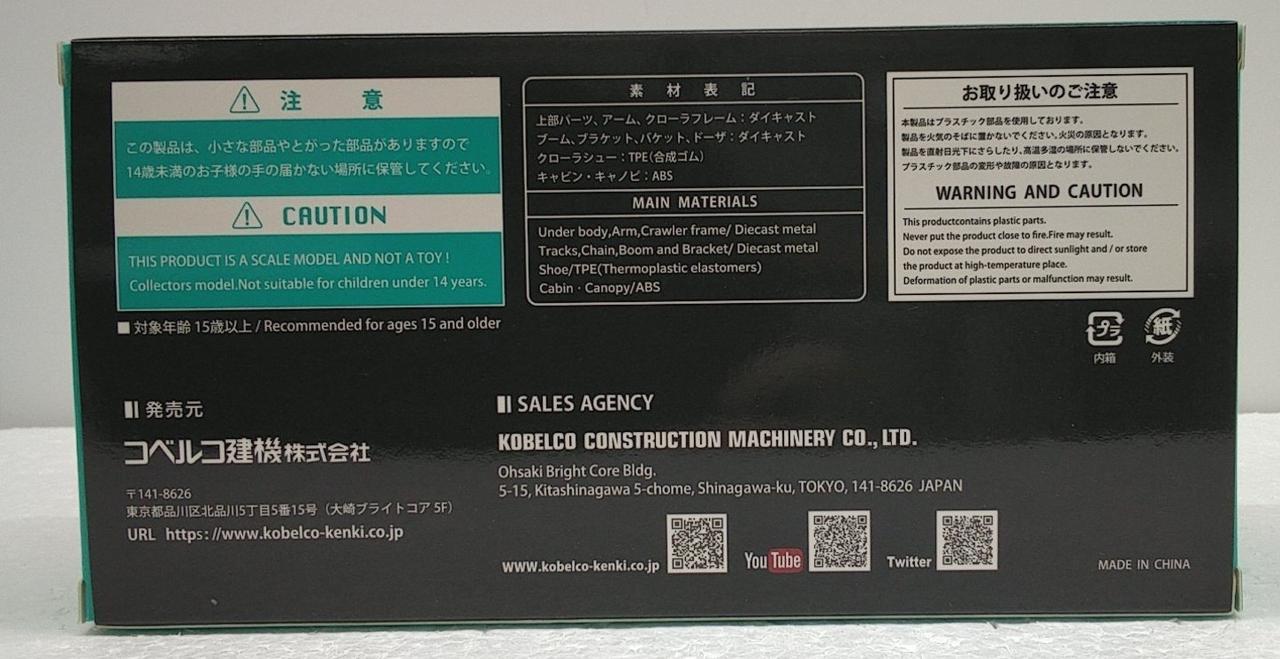 注 意
この製品は、小さな部品やとがった部品がありますので
14歳未満のお子様の手の届かない場所に保管してください。
CAUTION
THIS PRODUCT IS A SCALE MODEL AND NOT A TOY !
Collectors model.Not suitable for children under 14 years.
■ 対象年齢 15歳以上 / Recommended for ages 15 and older
素 材 表 記
上部パーツ、アーム、クローラフレーム：ダイキャスト
ブーム、ブラケット、バケット、ドーザ：ダイキャスト
クローラシュー：TPE（合成ゴム）
キャビン・キャノピ：ABS
MAIN MATERIALS
Under body,Arm,Crawler frame/ Diecast metal
Tracks,Chain,Boom and Bracket/ Diecast metal
Shoe/TPE(Thermoplastic elastomers)
Cabin · Canopy/ABS
お取り扱いのご注意
本製品はプラスチック部品を使用しております。
製品を火気のそばに置かないでください。火災の原因となります。
製品を直射日光下にさらしたり、高温多湿の場所に保管しないでください。
プラスチック部品の変形や故障の原因となります。
WARNING AND CAUTION
This productcontains plastic parts.
Never put the product close to fire.Fire may result.
Do not expose the product to direct sunlight and / or store
the product at high-temperature place.
Deformation of plastic parts or malfunction may result.
プラ 紙
内箱 外装
発売元
コベルコ建機株式会社
〒141-8626
東京都品川区北品川5丁目5番15号（大崎ブライトコア 5F）
URL https://www.kobelco-kenki.co.jp
SALES AGENCY
KOBELCO CONSTRUCTION MACHINERY CO., LTD.
Ohsaki Bright Core Bldg.
5-15, Kitashinagawa 5-chome, Shinagawa-ku, TOKYO, 141-8626 JAPAN
www.kobelco-kenki.co.jp YouTube Twitter
MADE IN CHINA